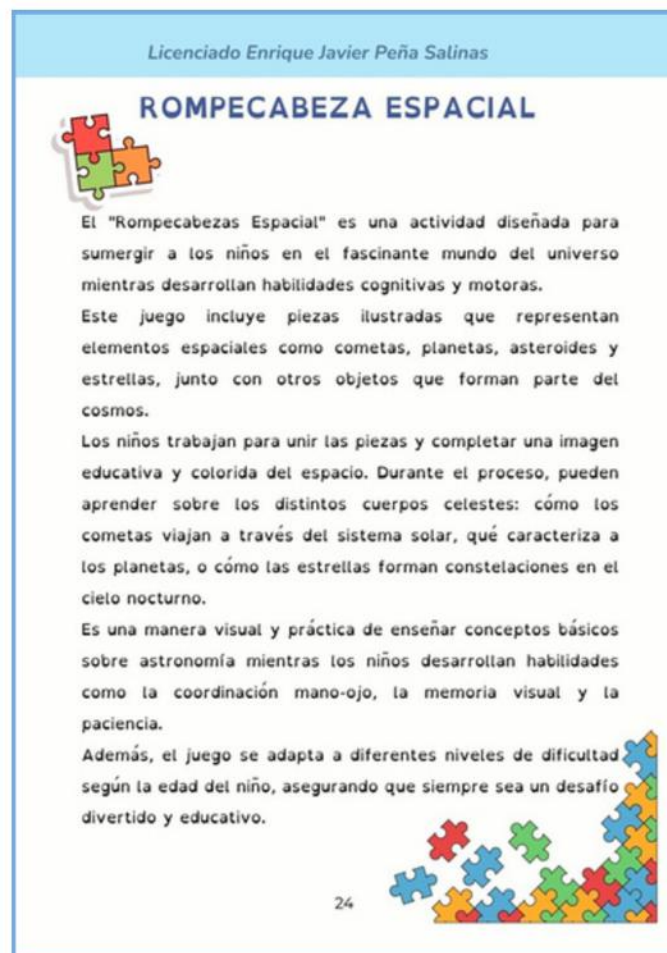 Licenciado Enrique Javier Peña Salinas
ROMPECABEZA ESPACIAL
El "Rompecabezas Espacial" es una actividad diseñada para
sumergir a los niños en el fascinante mundo del universo
mientras desarrollan habilidades cognitivas y motoras.
Este juego incluye piezas ilustradas que representan
elementos espaciales como cometas, planetas, asteroides y
estrellas, junto con otros objetos que forman parte del
cosmos.
Los niños trabajan para unir las piezas y completar una imagen
educativa y colorida del espacio. Durante el proceso, pueden
aprender sobre los distintos cuerpos celestes: cómo los
cometas viajan a través del sistema solar, qué caracteriza a
los planetas, o cómo las estrellas forman constelaciones en el
cielo nocturno.
Es una manera visual y práctica de enseñar conceptos básicos
sobre astronomía mientras los niños desarrollan habilidades
como la coordinación mano-ojo, la memoria visual y la
paciencia.
Además, el juego se adapta a diferentes niveles de dificultad
según la edad del niño, asegurando que siempre sea un desafío
divertido y educativo.
24